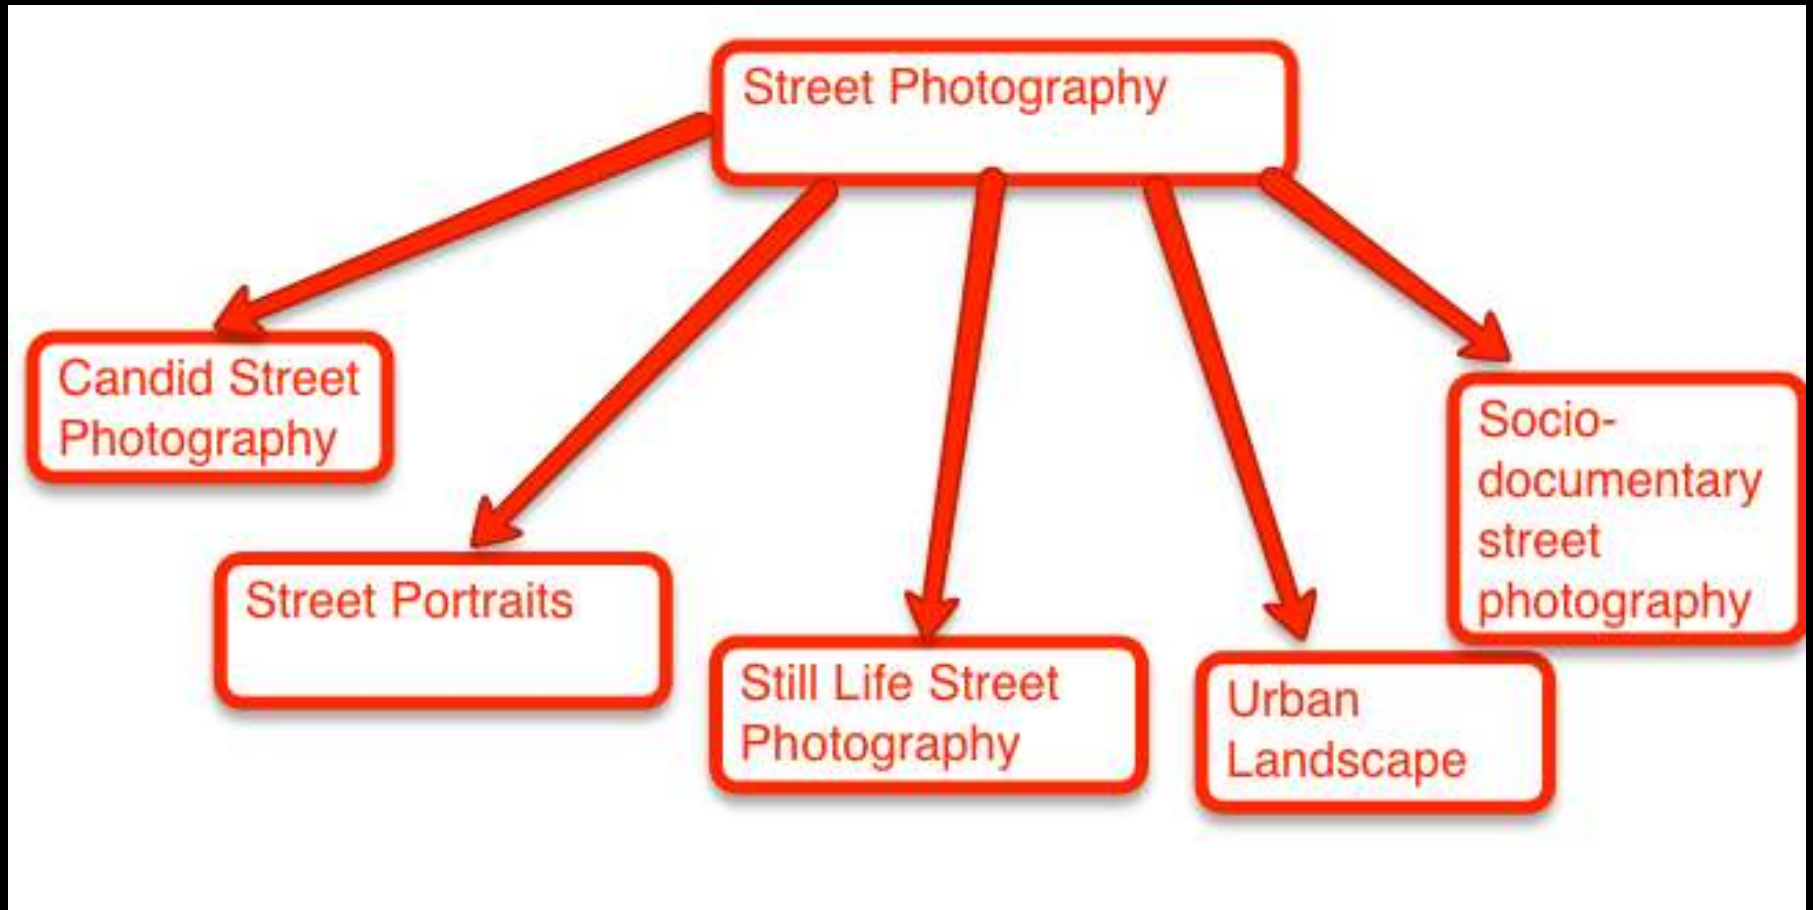 Street Photography
Candid Street
Photography
Street Portraits
Still Life Street
Photography
Urban
Landscape
Socio-
documentary
street
photography